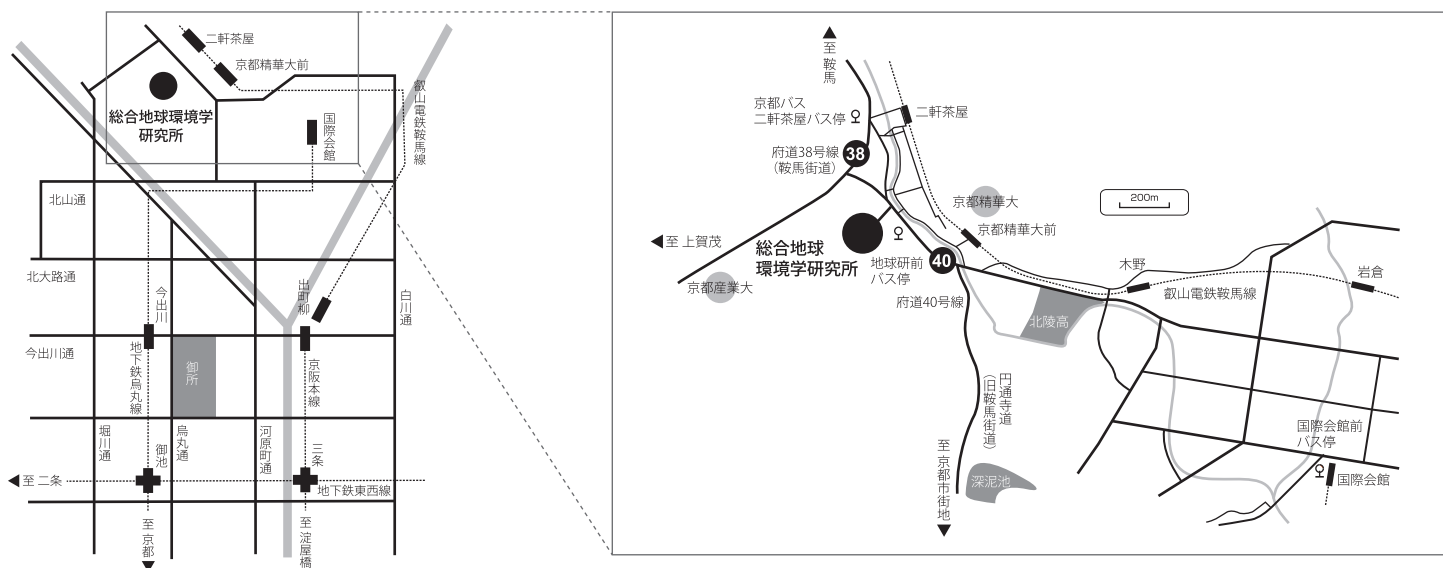 二軒茶屋
京都精華大前
総合地球環境学
研究所
国際会館
叡山電鉄鞍馬線
北山通
北大路通
今出川
出町柳
白川通
今出川通
地下鉄烏丸線
御所
京阪本線
堀川通
烏丸通
御池
河原町通
三条
至 二条
地下鉄東西線
至 京都
至 淀屋橋
至 鞍馬
京都バス
二軒茶屋バス停
二軒茶屋
府道38号線
(鞍馬街道)
38
京都精華大
200m
京都精華大前
至 上賀茂
総合地球
環境学研究所
地球研前
バス停
40
京都産業大
府道40号線
木野
叡山電鉄鞍馬線
岩倉
北陵高
円通寺道
(旧鞍馬街道)
国際会館前
バス停
国際会館
至 京都市街地
深泥池